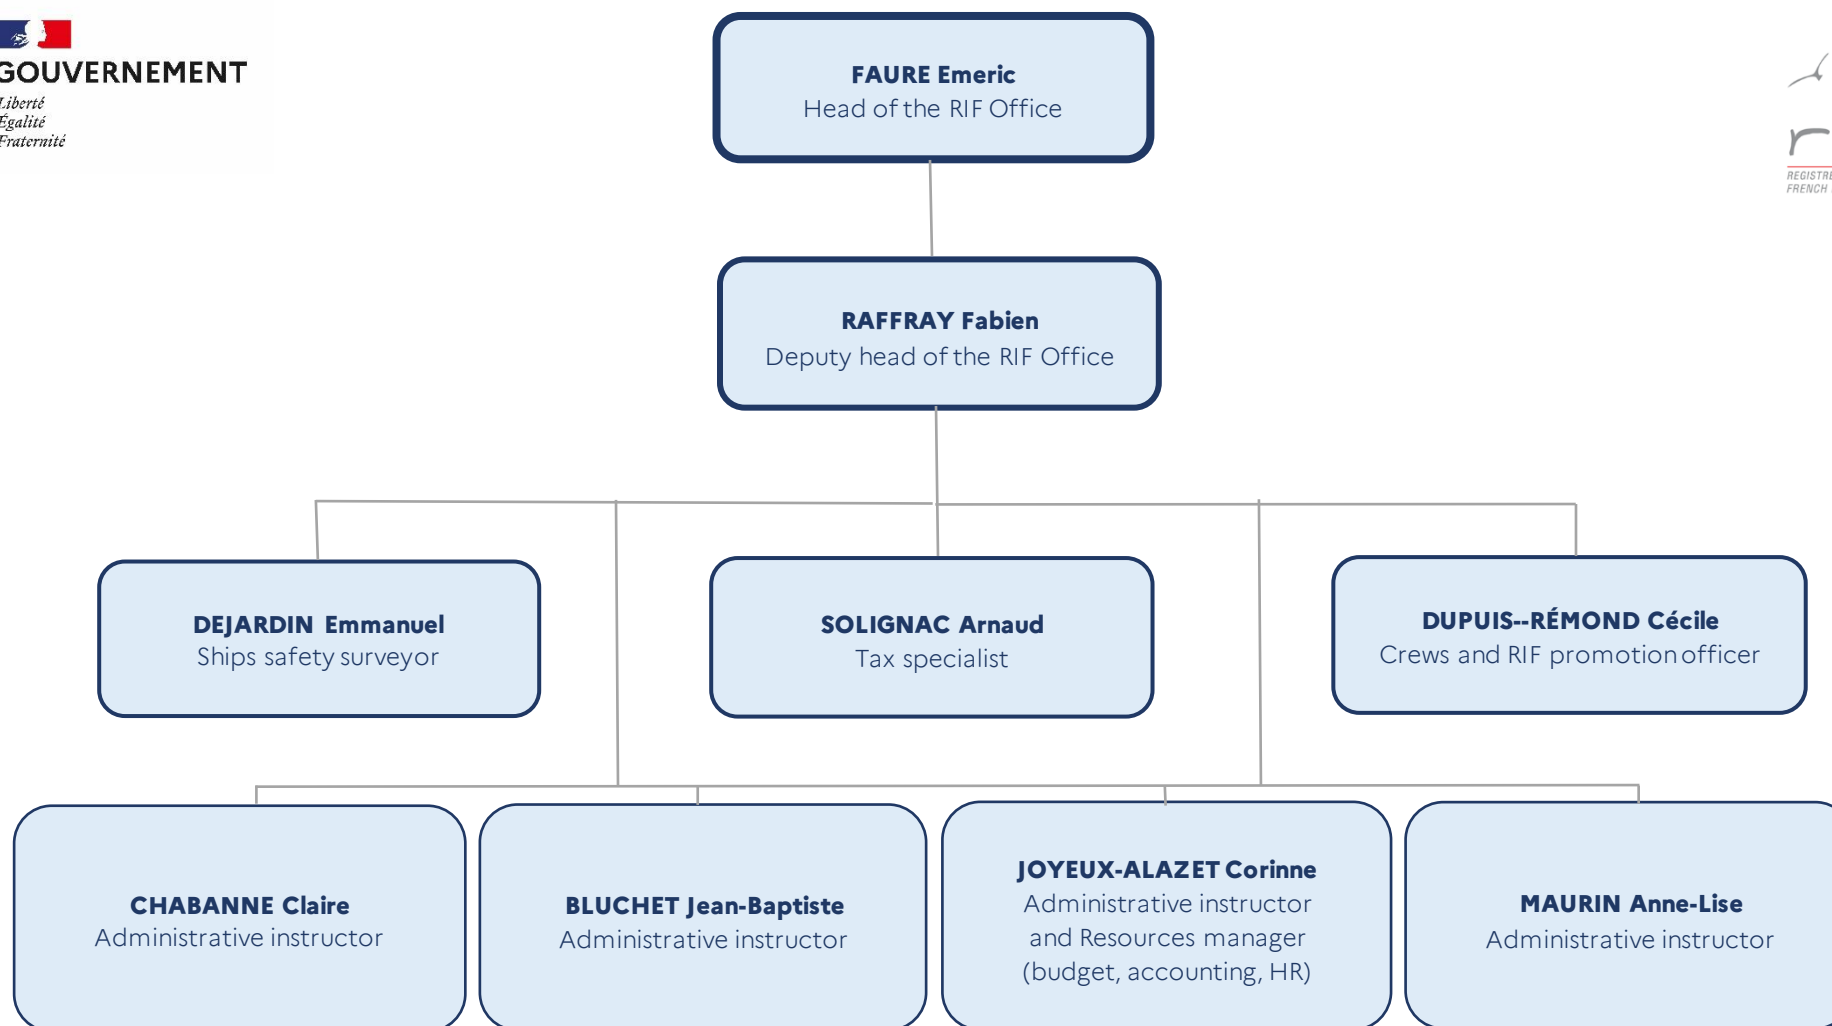 GOUVERNEMENT
Liberté
Égalité
Fraternité
REGISTRE
FRENCH
FAURE Emeric
Head of the RIF Office
RAFFRAY Fabien
Deputy head of the RIF Office
DEJARDIN Emmanuel
Ships safety surveyor
SOLIGNAC Arnaud
Tax specialist
DUPUIS--RÉMOND Cécile
Crews and RIF promotion officer
CHABANNE Claire
Administrative instructor
BLUCHET Jean-Baptiste
Administrative instructor
JOYEUX-ALAZET Corinne
Administrative instructor
and Resources manager
(budget, accounting, HR)
MAURIN Anne-Lise
Administrative instructor